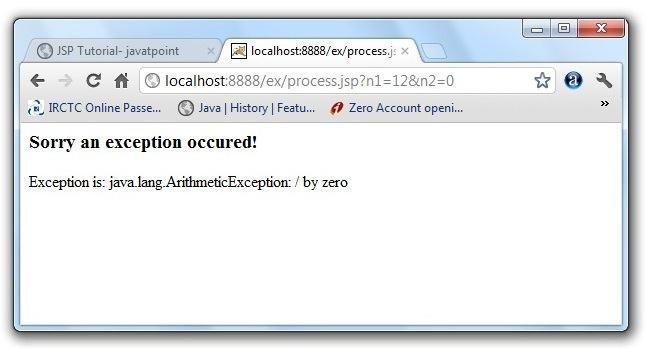 JSP Tutorial- javatpoint
localhost:8888/ex/process.js
localhost:8888/ex/process.jsp?n1=12&n2=0
IRCTC Online Passe...
Java | History | Featu...
Zero Account openi...
Sorry an exception occured!
Exception is: java.lang.ArithmeticException: / by zero